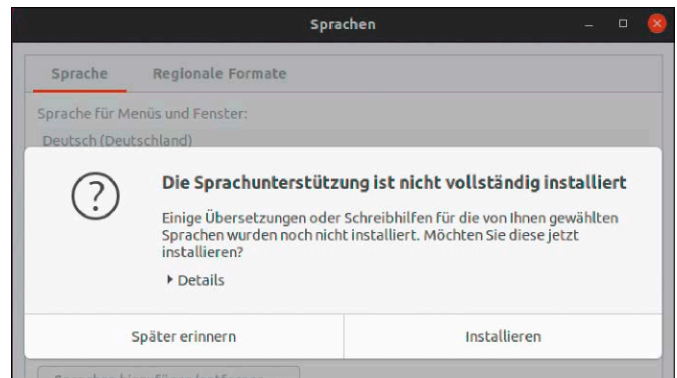 Sprachen
Sprache Regionale Formate
Sprache für Menüs und Fenster:
Deutsch (Deutschland)
Die Sprachunterstützung ist nicht vollständig installiert
Einige Übersetzungen oder Schreibhilfen für die von Ihnen gewählten
Sprachen wurden noch nicht installiert. Möchten Sie diese jetzt
installieren?
Details
Später erinnern Installieren